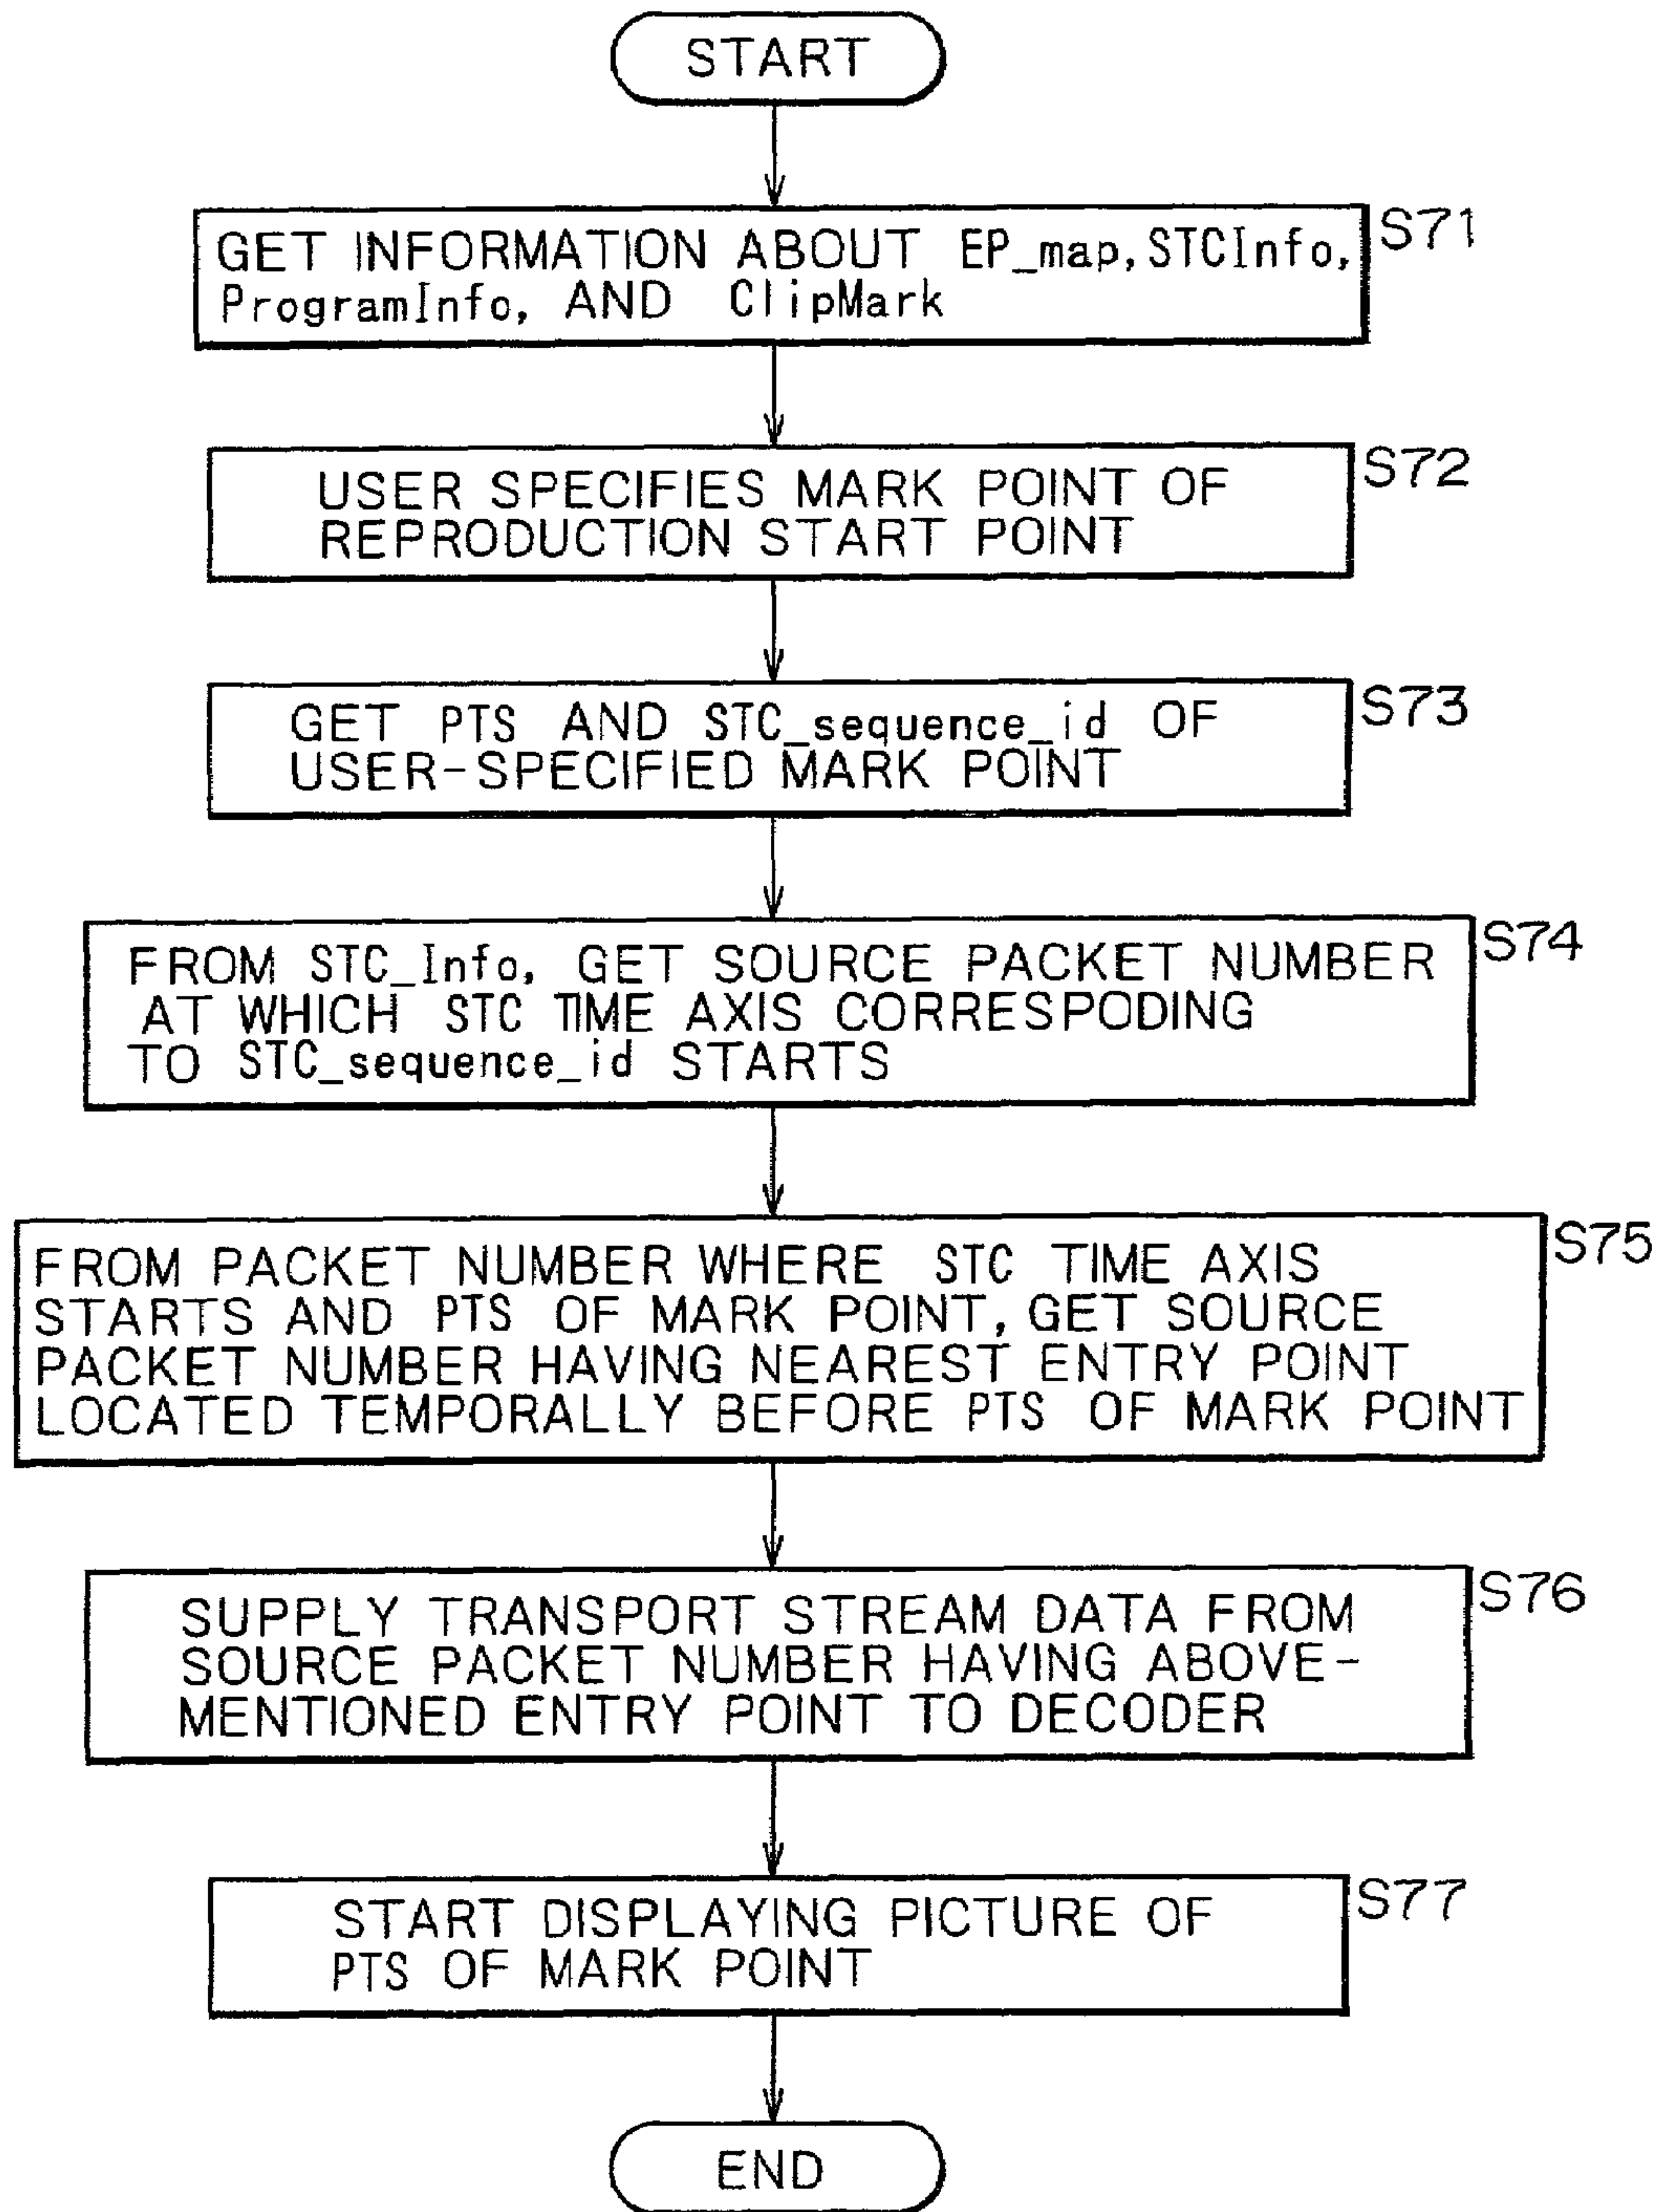 START
GET INFORMATION ABOUT EP_map, STCInfo,
ProgramInfo, AND ClipMark
S71
USER SPECIFIES MARK POINT OF
REPRODUCTION START POINT
S72
GET PTS AND STC_sequence_id OF
USER-SPECIFIED MARK POINT
S73
FROM STC_Info, GET SOURCE PACKET NUMBER
AT WHICH STC TIME AXIS CORRESPODING
TO STC_sequence_id STARTS
S74
FROM PACKET NUMBER WHERE STC TIME AXIS
STARTS AND PTS OF MARK POINT, GET SOURCE
PACKET NUMBER HAVING NEAREST ENTRY POINT
LOCATED TEMPORALLY BEFORE PTS OF MARK POINT
S75
SUPPLY TRANSPORT STREAM DATA FROM
SOURCE PACKET NUMBER HAVING ABOVE-
MENTIONED ENTRY POINT TO DECODER
S76
START DISPLAYING PICTURE OF
PTS OF MARK POINT
S77
END